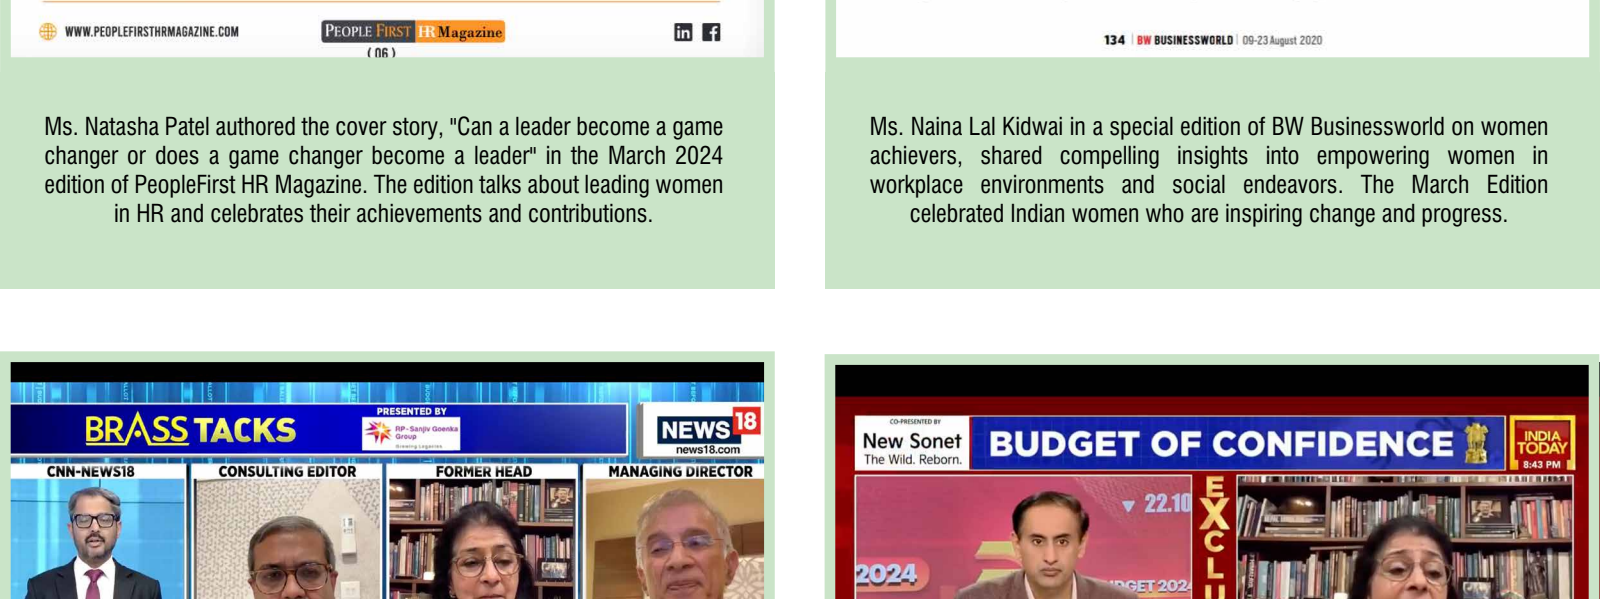 WWW.PEOPLEFIRSTHRMAGAZINE.COM
PEOPLE FIRST HR Magazine
( 06 )
134 | BW BUSINESSWORLD | 09-23 August 2020
Ms. Natasha Patel authored the cover story, "Can a leader become a game
changer or does a game changer become a leader" in the March 2024
edition of PeopleFirst HR Magazine. The edition talks about leading women
in HR and celebrates their achievements and contributions.
Ms. Naina Lal Kidwai in a special edition of BW Businessworld on women
achievers, shared compelling insights into empowering women in
workplace environments and social endeavors. The March Edition
celebrated Indian women who are inspiring change and progress.
BRASS TACKS
PRESENTED BY
RP-Sanjiv Goenka
Group
Growing Legacies
NEWS 18
news18.com
CNN-NEWS18
CONSULTING EDITOR
FORMER HEAD
MANAGING DIRECTOR
CO-PRESENTED BY
New Sonet
The Wild. Reborn.
BUDGET OF CONFIDENCE
INDIA
TODAY
8:43 PM
22.10
2024
EXCLU